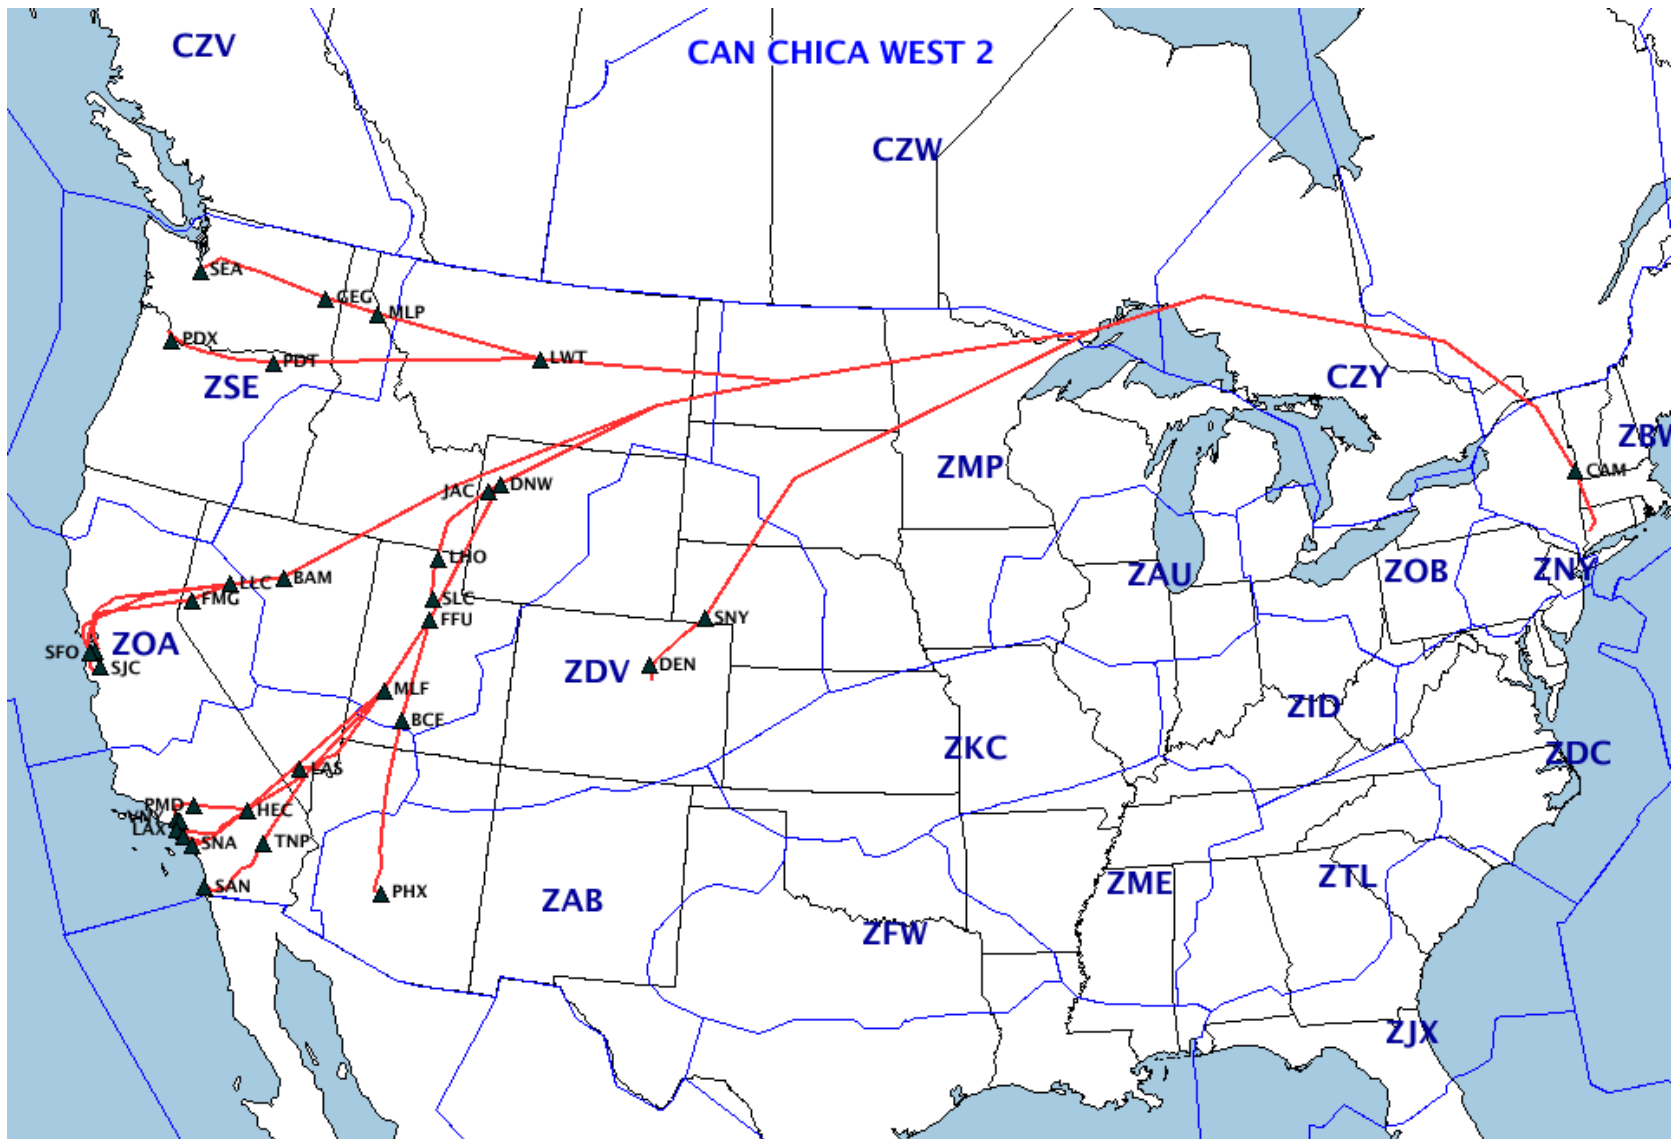 CZV
CAN CHICA WEST 2
CZW
SEA
GEG
MLP
PDX
PDT
LWT
ZSE
CZY
ZBW
ZMP
CAM
JAC
DNW
LHO
LLC
BAM
FMG
SLC
FFU
SNY
ZAU
ZOB
ZNY
SFO
ZOA
SJC
ZDV
DEN
MLF
BCE
ZID
ZKC
ZDC
LAS
PMD
HEC
VNY
LAX
SNA
TNP
SAN
PHX
ZAB
ZME
ZTL
ZFW
ZJX